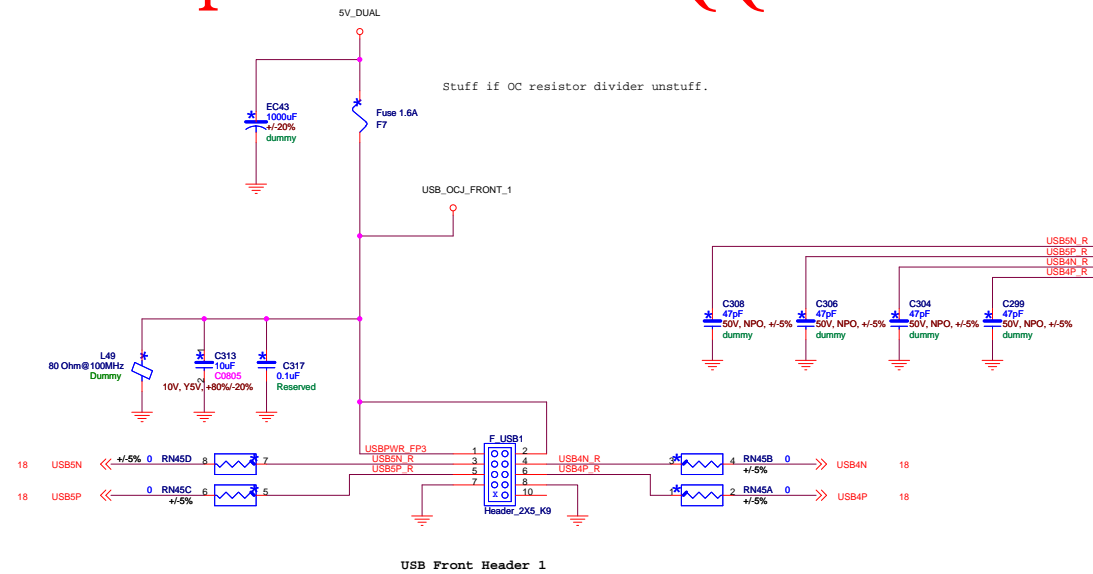 5V_DUAL
Stuff if OC resistor divider unstuff.
EC43
1000uF
+/-20%
dummy
Fuse 1.6A
F7
USB_OCJ_FRONT_1
USB5N_R
USB5P_R
USB4N_R
USB4P_R
C308
47pF
50V, NPO, +/-5%
dummy
C306
47pF
50V, NPO, +/-5%
dummy
C304
47pF
50V, NPO, +/-5%
dummy
C299
47pF
50V, NPO, +/-5%
dummy
L49
80 Ohm@100MHz
Dummy
1
C313
10uF
C0805
2
10V, Y5V, +80%/-20%
C317
0.1uF
Reserved
F_USB1
USBPWR_FP3 1 2
18 USB5N +/-5% 0 RN45D 8 7 USB5N_R 3 4 USB4N_R 3 4 RN45B 0 USB4N 18
+/-5%
USB5P_R 5 6 USB4P_R
7 8
18 USB5P 0 RN45C 6 5 X 10 1 2 RN45A 0 USB4P 18
+/-5% +/-5%
Header_2X5_K9
USB Front Header 1